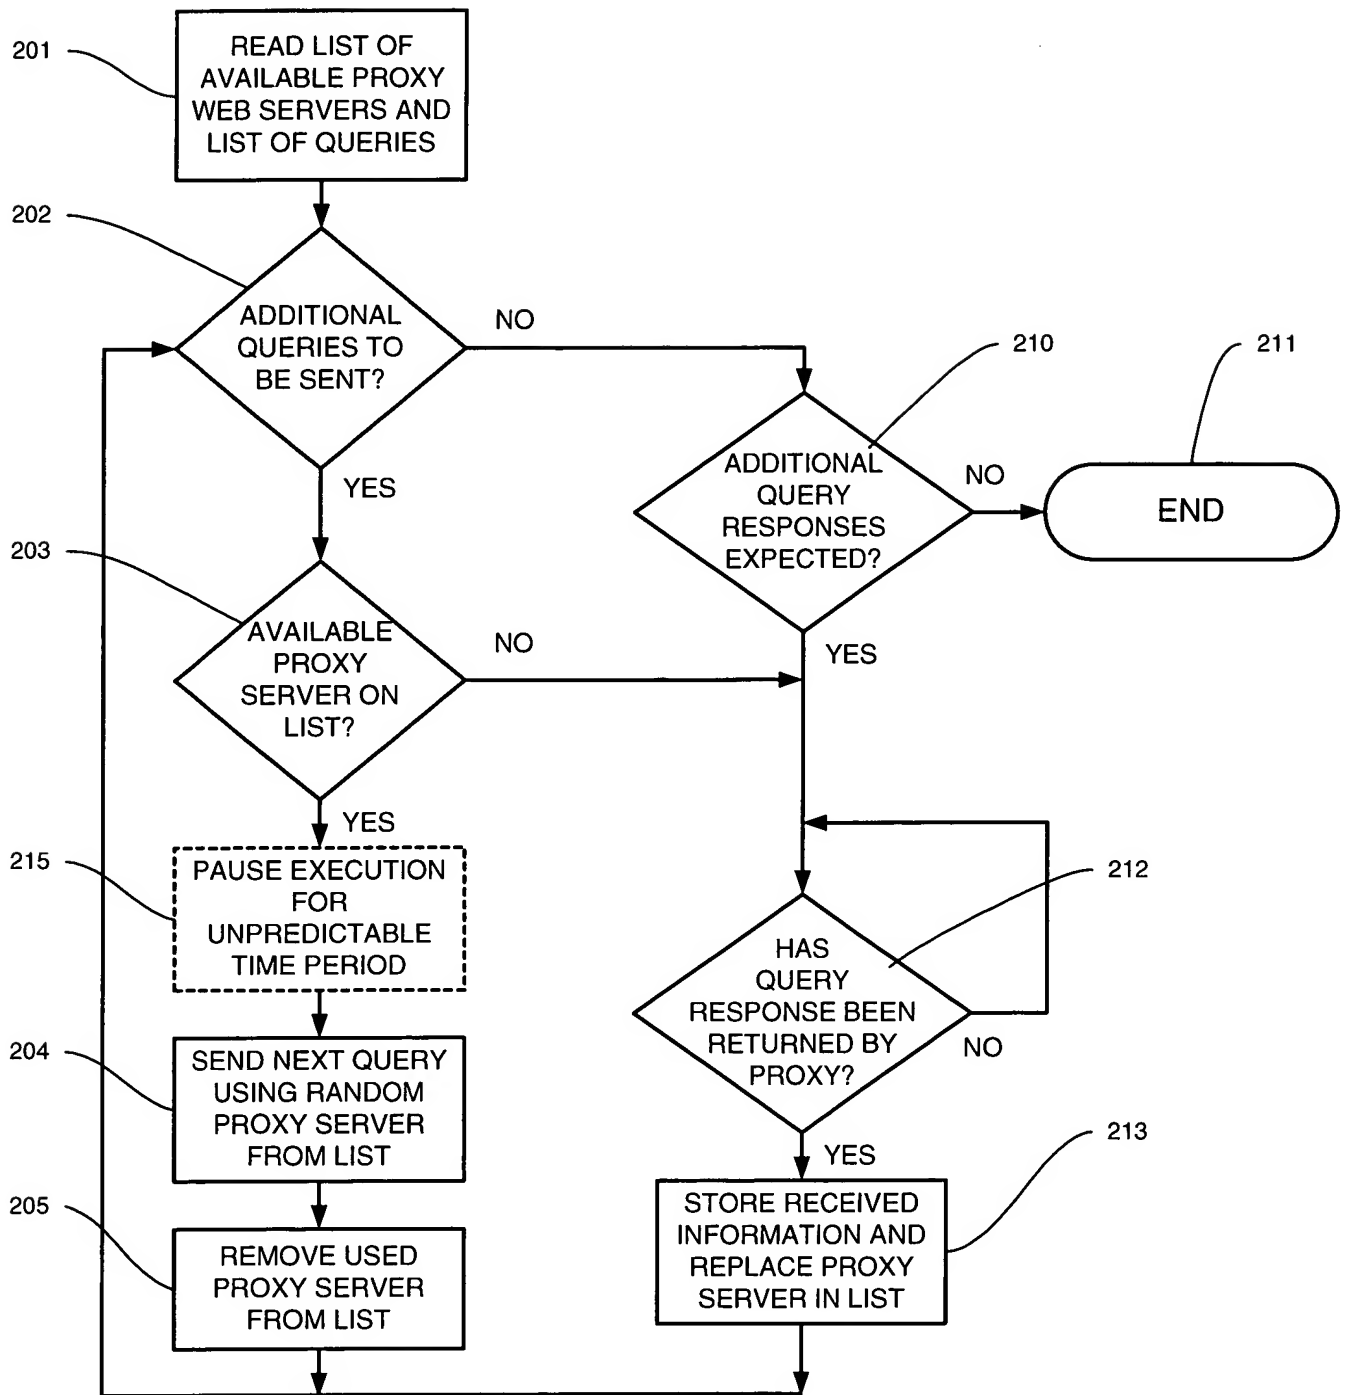 201
READ LIST OF
AVAILABLE PROXY
WEB SERVERS AND
LIST OF QUERIES
202
ADDITIONAL
QUERIES TO
BE SENT?
NO
YES
210
ADDITIONAL
QUERY
RESPONSES
EXPECTED?
NO
YES
211
END
203
AVAILABLE
PROXY
SERVER ON
LIST?
NO
YES
215
PAUSE EXECUTION
FOR
UNPREDICTABLE
TIME PERIOD
212
HAS
QUERY
RESPONSE BEEN
RETURNED BY
PROXY?
NO
YES
204
SEND NEXT QUERY
USING RANDOM
PROXY SERVER
FROM LIST
213
STORE RECEIVED
INFORMATION AND
REPLACE PROXY
SERVER IN LIST
205
REMOVE USED
PROXY SERVER
FROM LIST